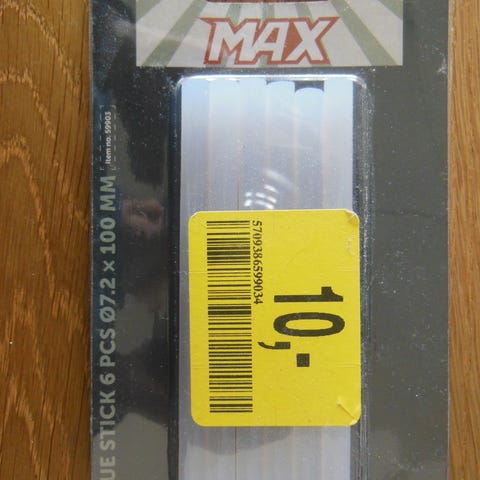 MAX
UE STICK 6 PCS Ø7.2 x 100 MM
Item no. 59903
5709386599034
10,-